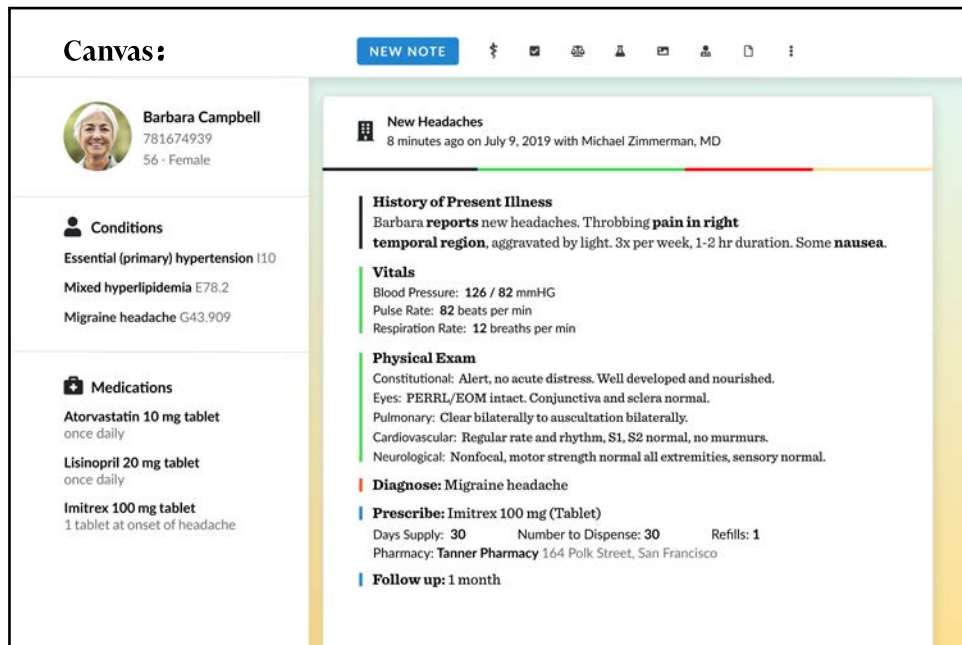 Canvas:
NEW NOTE
Barbara Campbell
781674939
56 · Female
Conditions
Essential (primary) hypertension I10
Mixed hyperlipidemia E78.2
Migraine headache G43.909
Medications
Atorvastatin 10 mg tablet
once daily
Lisinopril 20 mg tablet
once daily
Imitrex 100 mg tablet
1 tablet at onset of headache
New Headaches
8 minutes ago on July 9, 2019 with Michael Zimmerman, MD
History of Present Illness
Barbara reports new headaches. Throbbing pain in right
temporal region, aggravated by light. 3x per week, 1-2 hr duration. Some nausea.
Vitals
Blood Pressure: 126 / 82 mmHG
Pulse Rate: 82 beats per min
Respiration Rate: 12 breaths per min
Physical Exam
Constitutional: Alert, no acute distress. Well developed and nourished.
Eyes: PERRL/EOM intact. Conjunctiva and sclera normal.
Pulmonary: Clear bilaterally to auscultation bilaterally.
Cardiovascular: Regular rate and rhythm, S1, S2 normal, no murmurs.
Neurological: Nonfocal, motor strength normal all extremities, sensory normal.
Diagnose: Migraine headache
Prescribe: Imitrex 100 mg (Tablet)
Days Supply: 30 Number to Dispense: 30 Refills: 1
Pharmacy: Tanner Pharmacy 164 Polk Street, San Francisco
Follow up: 1 month